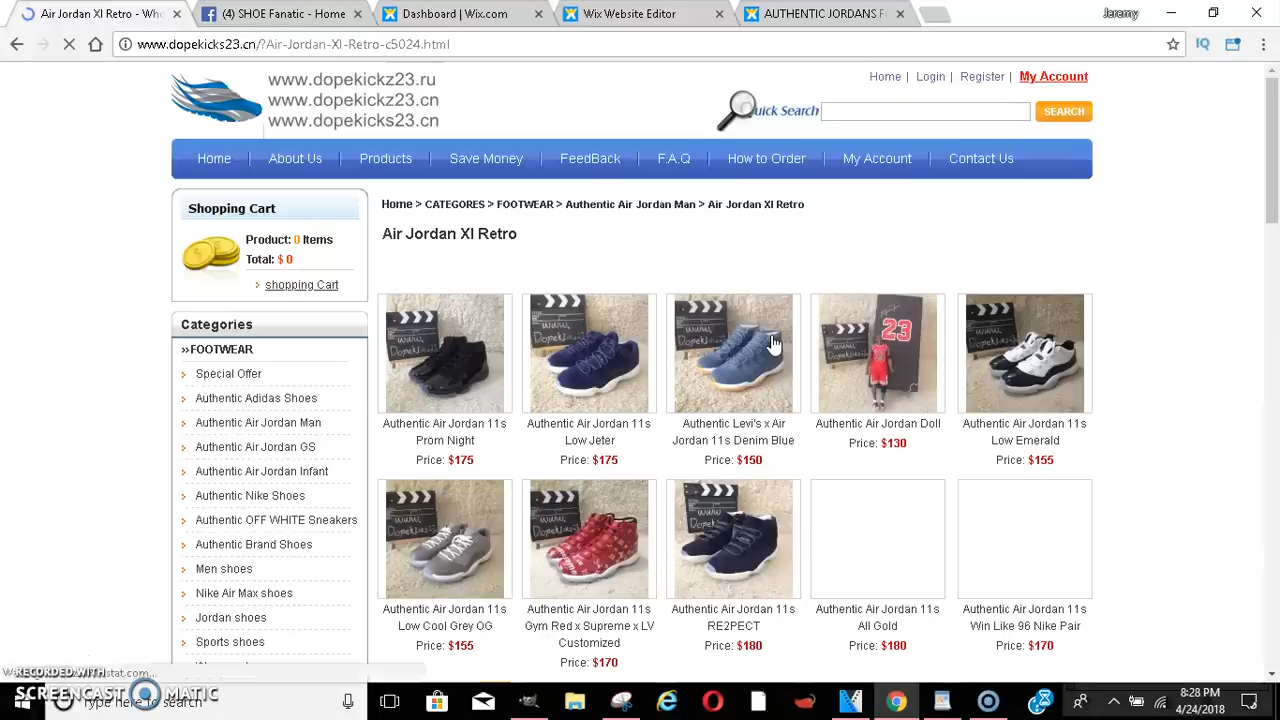 Air Jordan XI Retro - Who
(4) SHOE Fanatic - Home
Dashboard | Wix.com
Wix Website Editor
AUTHENTIC JORDANS F
Jeremy
www.dopekicks23.cn/?Air-Jordan-XI-Retro-c5024.html
www.dopekickz23.ru
www.dopekickz23.cn
www.dopekicks23.cn
Home | Login | Register | My Account
Quick Search
SEARCH
Home
About Us
Products
Save Money
FeedBack
F.A.Q
How to Order
My Account
Contact Us
Shopping Cart
Product: 0 Items
Total: $ 0
shopping Cart
Categories
»FOOTWEAR
Special Offer
Authentic Adidas Shoes
Authentic Air Jordan Man
Authentic Air Jordan GS
Authentic Air Jordan Infant
Authentic Nike Shoes
Authentic OFF WHITE Sneakers
Authentic Brand Shoes
Men shoes
Nike Air Max shoes
Jordan shoes
Sports shoes
Home > CATEGORES > FOOTWEAR > Authentic Air Jordan Man > Air Jordan XI Retro
Air Jordan XI Retro
23
Authentic Air Jordan 11s
Prom Night
Price: $175
Authentic Air Jordan 11s
Low Jeter
Price: $175
Authentic Levi's x Air
Jordan 11s Denim Blue
Price: $150
Authentic Air Jordan Doll
Price: $130
Authentic Air Jordan 11s
Low Emerald
Price: $155
Authentic Air Jordan 11s
Low Cool Grey OG
Price: $155
Authentic Air Jordan 11s
Gym Red x Supreme x LV
Customized
Price: $170
Authentic Air Jordan 11s
RE2PECT
Price: $180
Authentic Air Jordan 11s
All Gold
Price: $180
Authentic Air Jordan 11s
Win Like 96 Nike Pair
Price: $170
RECORDED WITH
SCREENCAST MATIC
Type here to search
8:28 PM
4/24/2018